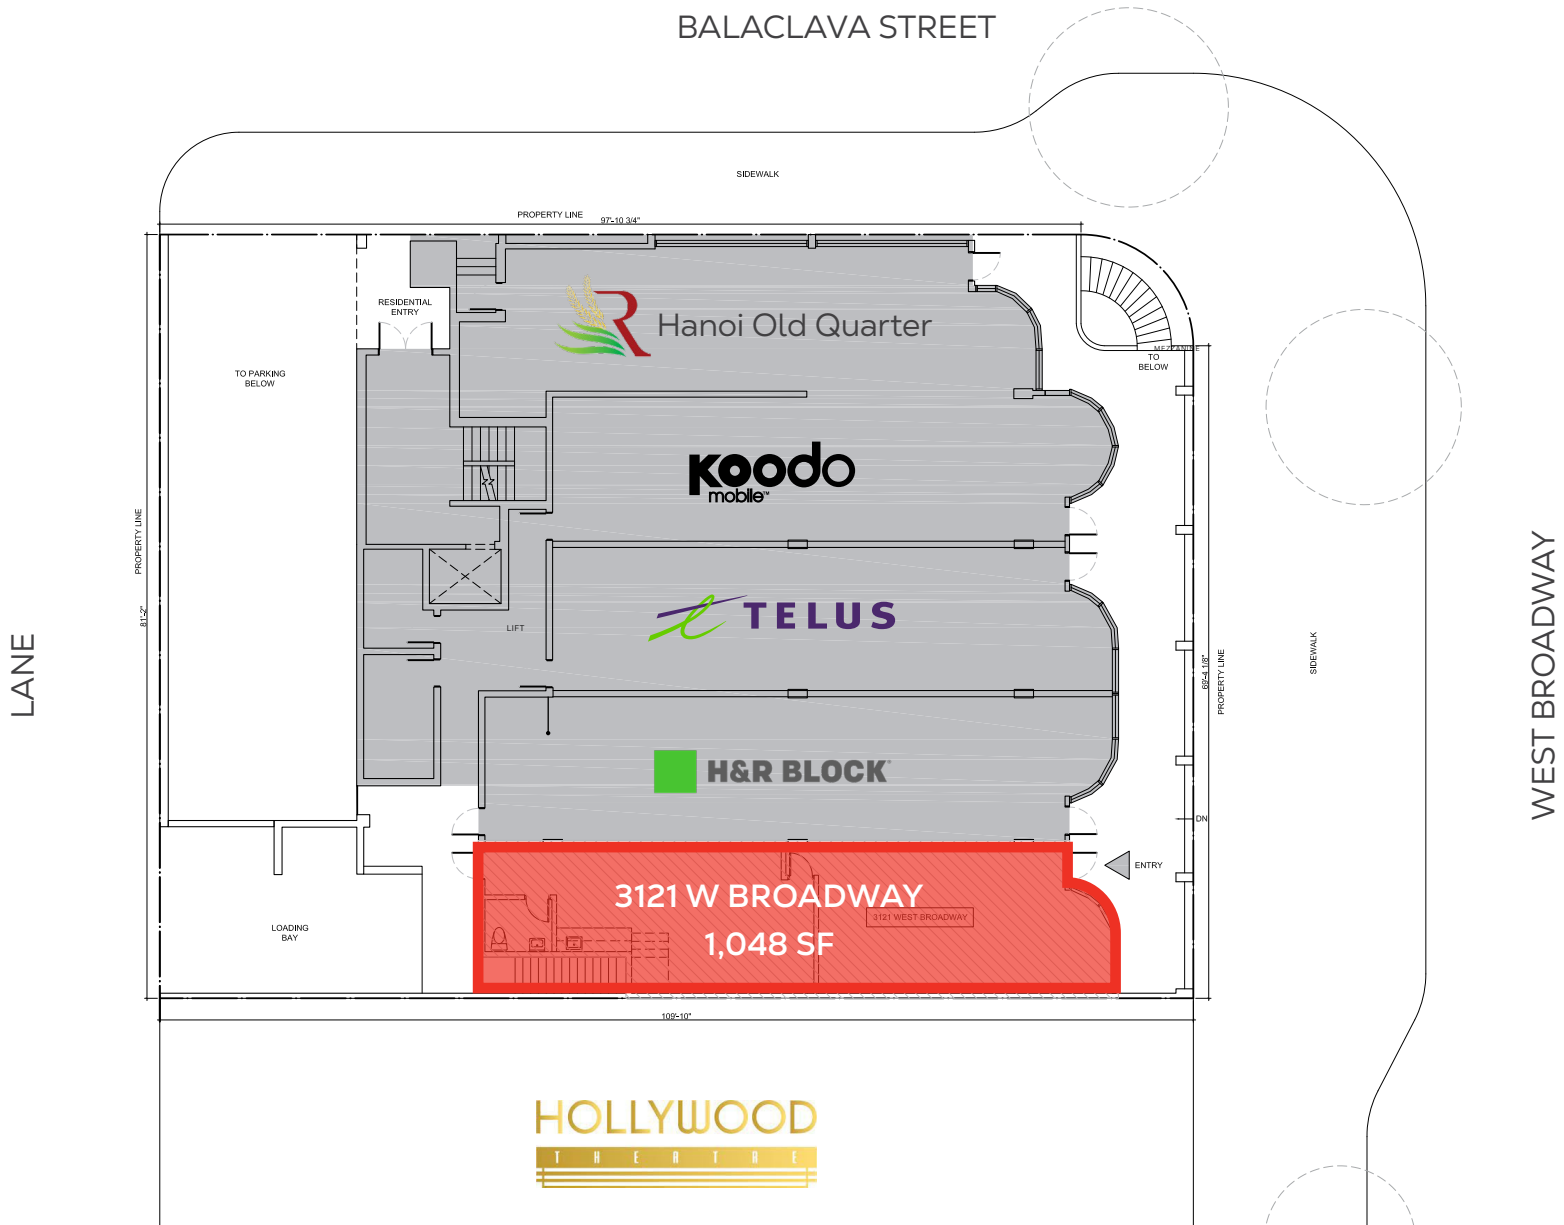 BALACLAVA STREET
SIDEWALK
PROPERTY LINE
97'-10 3/4"
RESIDENTIAL
ENTRY
R Hanoi Old Quarter
MEZZANINE
TO
BELOW
TO PARKING
BELOW
koodo
mobile™
PROPERTY LINE
81'-2"
LANE
LIFT
TELUS
SIDEWALK
69'-4 1/8"
PROPERTY LINE
WEST BROADWAY
H&R BLOCK
DN
ENTRY
3121 W BROADWAY
3121 WEST BROADWAY
1,048 SF
LOADING
BAY
109'-10"
HOLLYWOOD
THEATRE